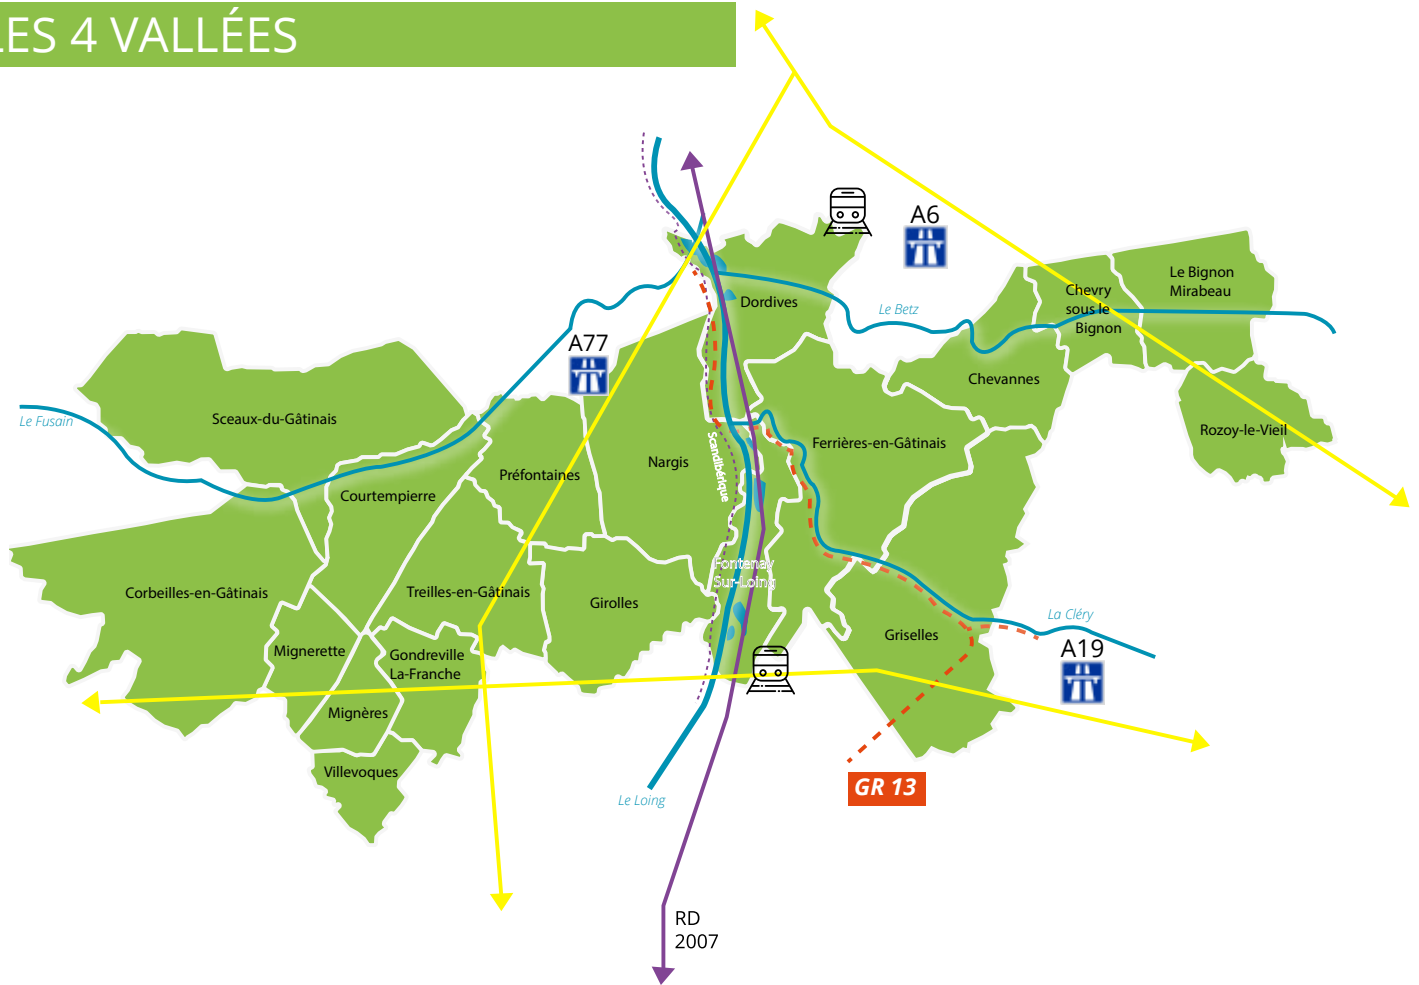 LES 4 VALLÉES
A6
Le Bignon
Mirabeau
Chevry
sous le
Bignon
Dordives
Le Betz
A77
Chevannes
Le Fusain
Sceaux-du-Gâtinais
Rozoy-le-Vieil
Ferrières-en-Gâtinais
Nargis
Scandibérique
Préfontaines
Courtempierre
Fontenay
Sur-Loing
Corbeilles-en-Gâtinais
Treilles-en-Gâtinais
Girolles
La Cléry
Griselles
A19
Mignerette
Gondreville
La-Franche
Mignères
Villevoques
GR 13
Le Loing
RD
2007